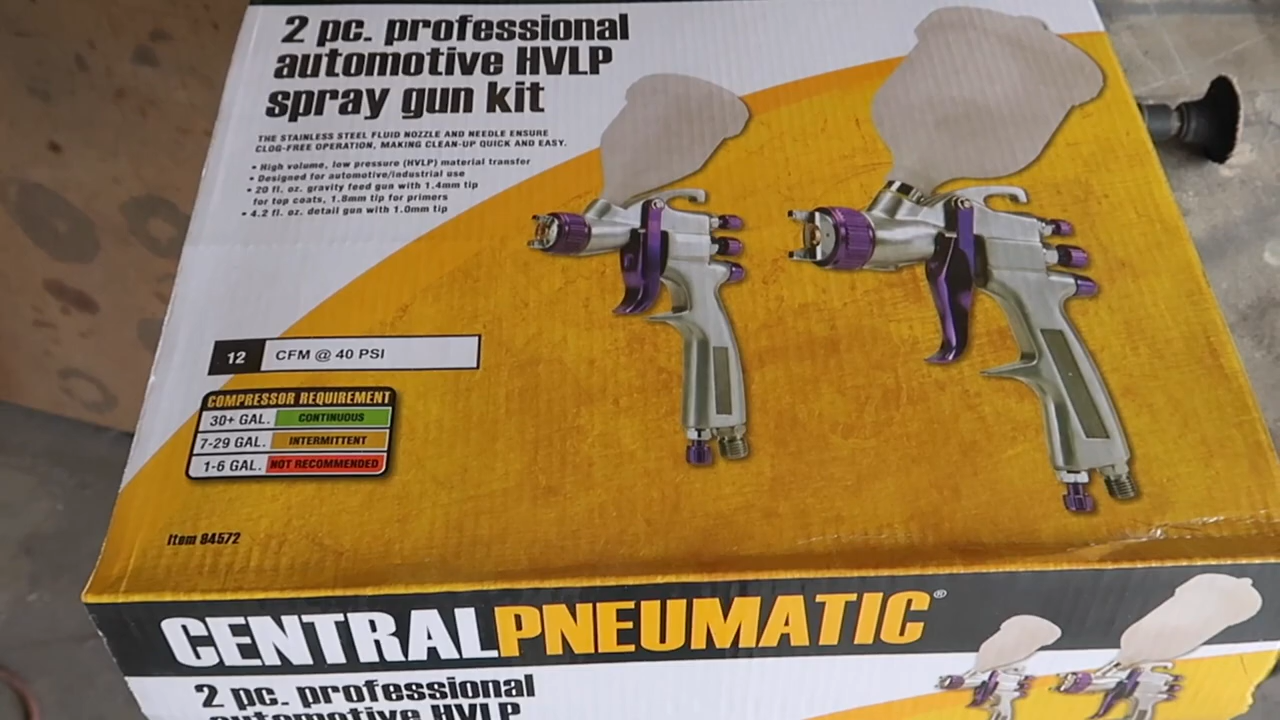 2 pc. professional
automotive HVLP
spray gun kit
THE STAINLESS STEEL FLUID NOZZLE AND NEEDLE ENSURE
CLOG-FREE OPERATION, MAKING CLEAN-UP QUICK AND EASY.
• High volume, low pressure (HVLP) material transfer
• Designed for automotive/industrial use
• 20 fl. oz. gravity feed gun with 1.4mm tip
for top coats, 1.8mm tip for primers
• 4.2 fl. oz. detail gun with 1.0mm tip
12 CFM @ 40 PSI
COMPRESSOR REQUIREMENT
30+ GAL. CONTINUOUS
7-29 GAL. INTERMITTENT
1-6 GAL. NOT RECOMMENDED
Item 94572
CENTRALPNEUMATIC®
2 pc. professional
automotive HVLP